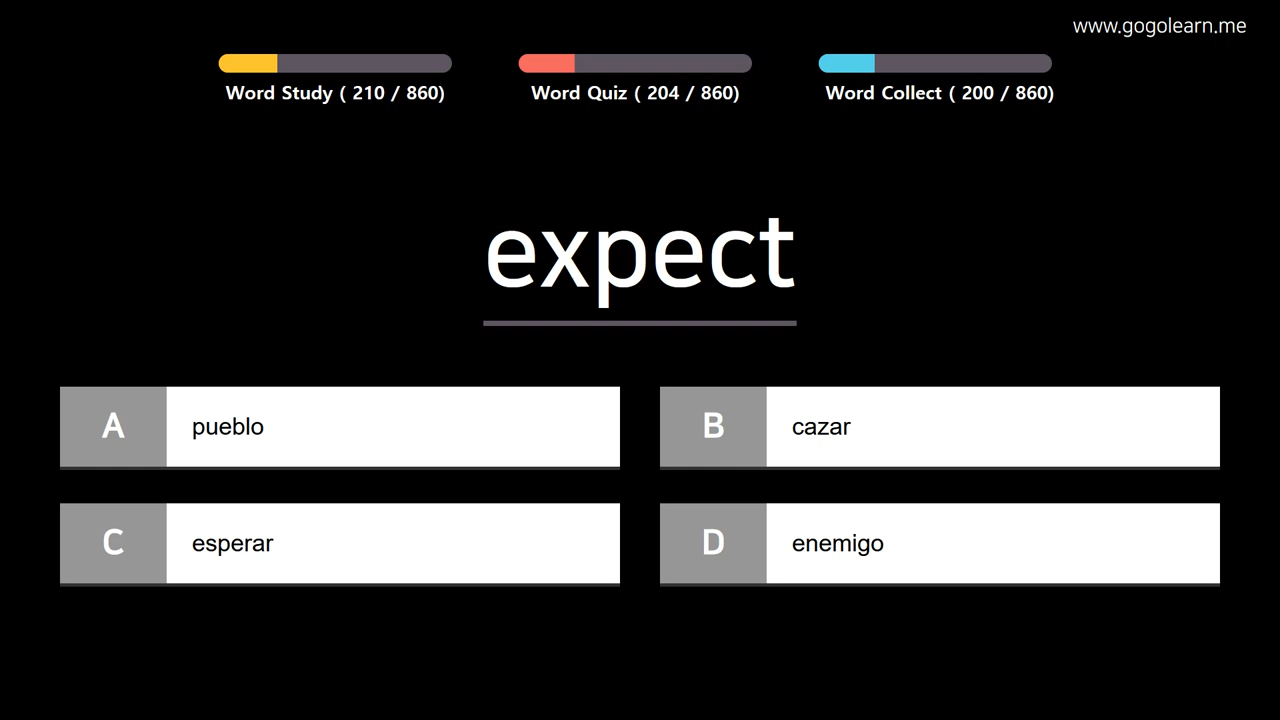 www.gogolearn.me
Word Study ( 210 / 860)
Word Quiz ( 204 / 860)
Word Collect ( 200 / 860)
expect
A pueblo
B cazar
C esperar
D enemigo